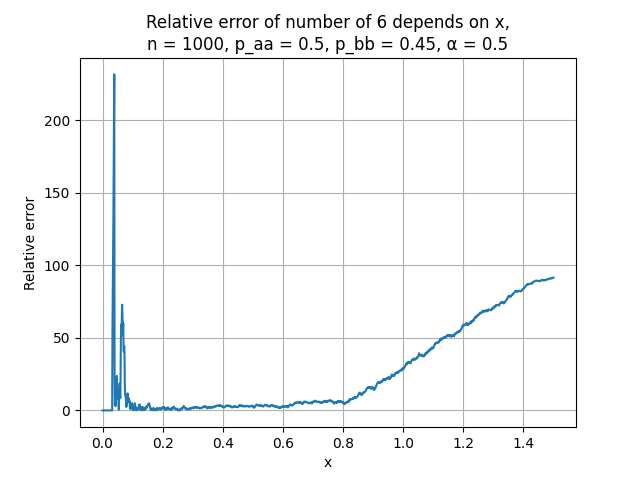 Relative error of number of 6 depends on x,
n = 1000, p_aa = 0.5, p_bb = 0.45, α = 0.5
200
150
100
50
0
Relative error
0.0 0.2 0.4 0.6 0.8 1.0 1.2 1.4
x